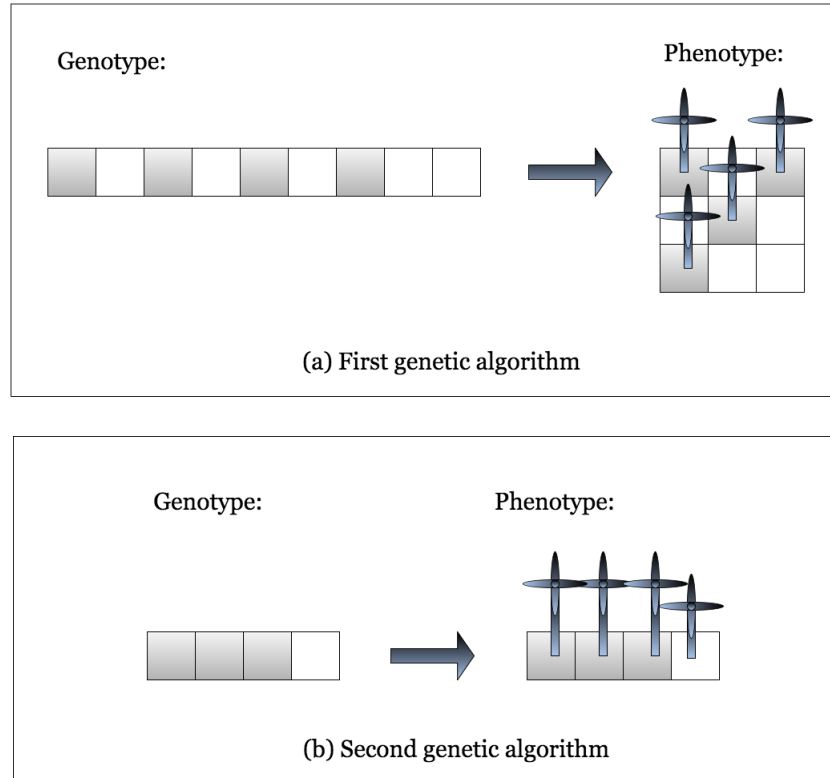 Genotype:
Phenotype:
(a) First genetic algorithm
Genotype:
Phenotype:
(b) Second genetic algorithm